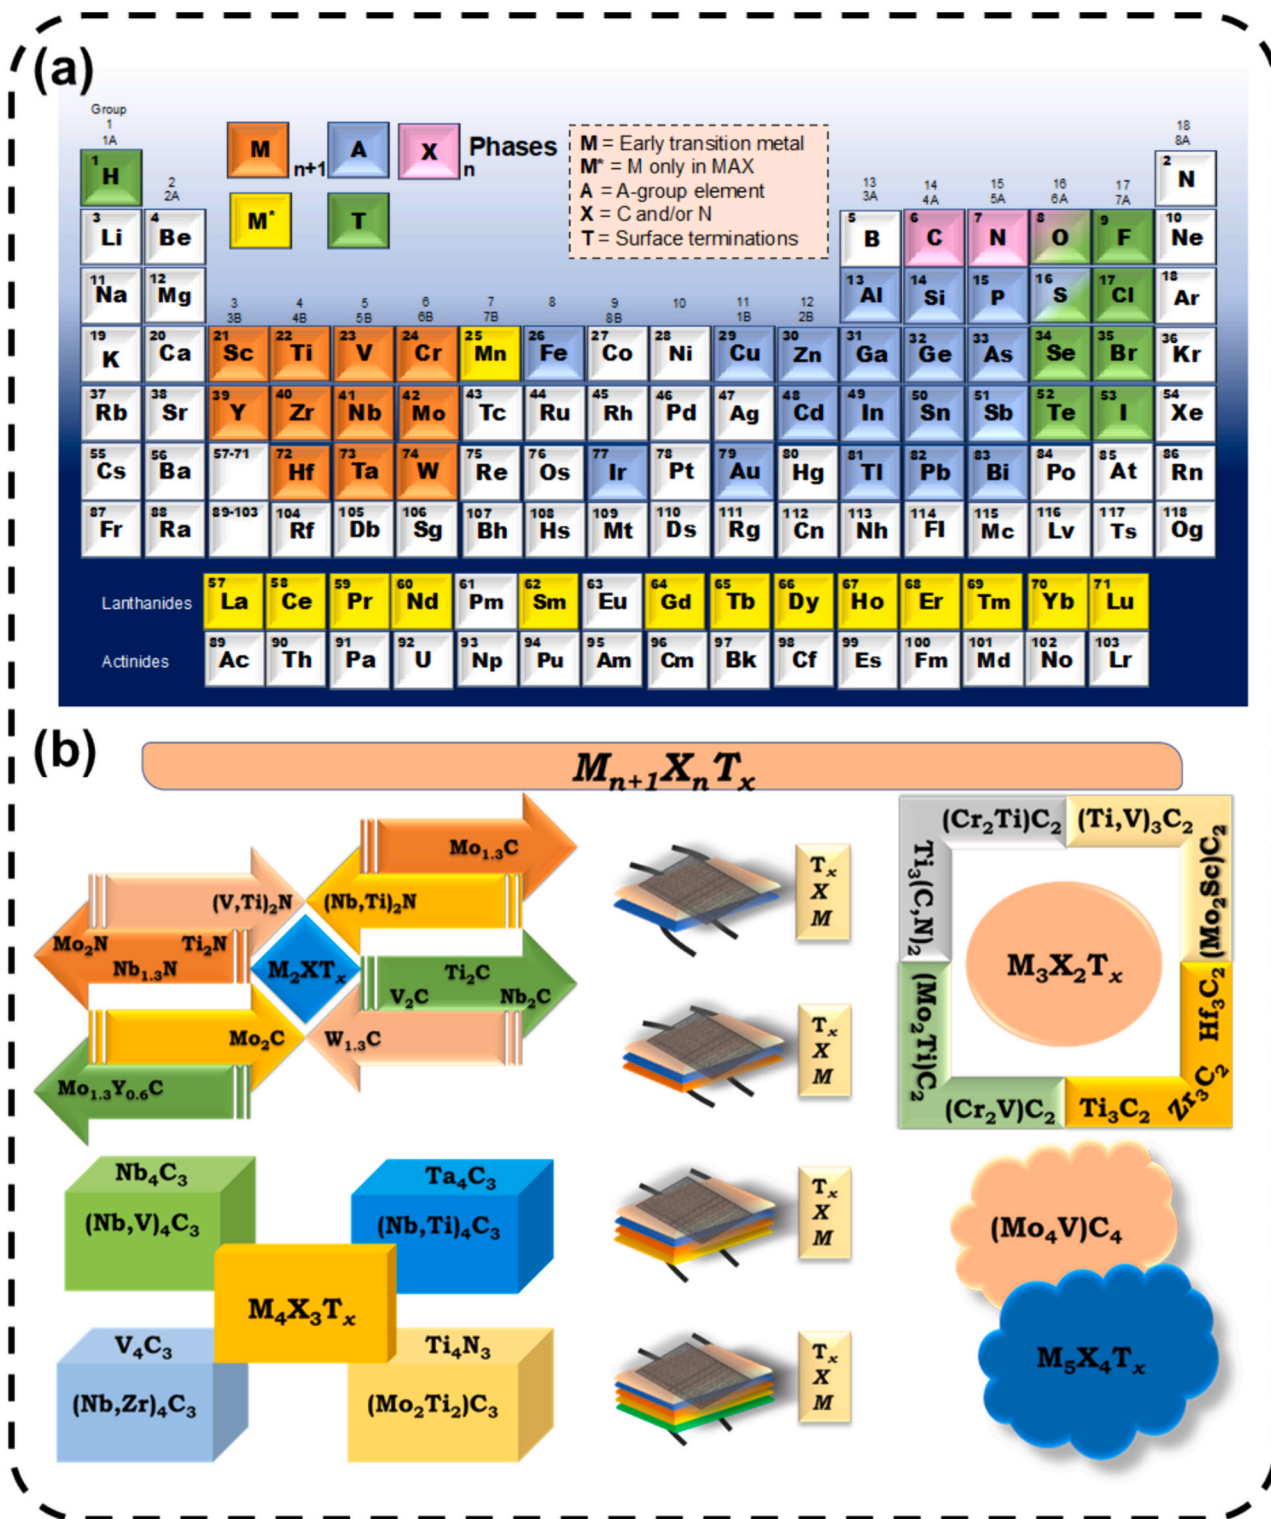 (a)
Group
1
1A
2
2A
3
3B
4
4B
5
5B
6
6B
7
7B
8
9
8B
10
11
1B
12
2B
13
3A
14
4A
15
5A
16
6A
17
7A
18
8A
M n+1 A X n Phases
M* T
M = Early transition metal
M* = M only in MAX
A = A-group element
X = C and/or N
T = Surface terminations
1 H 2 N
3 Li 4 Be 5 B 6 C 7 N 8 O 9 F 10 Ne
11 Na 12 Mg 13 Al 14 Si 15 P 16 S 17 Cl 18 Ar
19 K 20 Ca 21 Sc 22 Ti 23 V 24 Cr 25 Mn 26 Fe 27 Co 28 Ni 29 Cu 30 Zn 31 Ga 32 Ge 33 As 34 Se 35 Br 36 Kr
37 Rb 38 Sr 39 Y 40 Zr 41 Nb 42 Mo 43 Tc 44 Ru 45 Rh 46 Pd 47 Ag 48 Cd 49 In 50 Sn 51 Sb 52 Te 53 I 54 Xe
55 Cs 56 Ba 57-71 72 Hf 73 Ta 74 W 75 Re 76 Os 77 Ir 78 Pt 79 Au 80 Hg 81 Tl 82 Pb 83 Bi 84 Po 85 At 86 Rn
87 Fr 88 Ra 89-103 104 Rf 105 Db 106 Sg 107 Bh 108 Hs 109 Mt 110 Ds 111 Rg 112 Cn 113 Nh 114 Fl 115 Mc 116 Lv 117 Ts 118 Og
Lanthanides 57 La 58 Ce 59 Pr 60 Nd 61 Pm 62 Sm 63 Eu 64 Gd 65 Tb 66 Dy 67 Ho 68 Er 69 Tm 70 Yb 71 Lu
Actinides 89 Ac 90 Th 91 Pa 92 U 93 Np 94 Pu 95 Am 96 Cm 97 Bk 98 Cf 99 Es 100 Fm 101 Md 102 No 103 Lr
(b)
Mₙ₊₁XₙTₓ
Mo₁.₃C
(V,Ti)₂N
(Nb,Ti)₂N
Mo₂N
Ti₂N
Nb₁.₃N
M₂XTₓ
Ti₂C
V₂C
Nb₂C
Mo₂C
W₁.₃C
Mo₁.₃Y₀.₆C
Tₓ
X
M
Tₓ
X
M
(Cr₂Ti)C₂
(Ti,V)₃C₂
Ti₃(C,N)₂
(Mo₂Sc)C₂
M₃X₂Tₓ
(Mo₂Ti)C₂
Hf₃C₂
Zr₃C₂
(Cr₂V)C₂
Ti₃C₂
Nb₄C₃
(Nb,V)₄C₃
Ta₄C₃
(Nb,Ti)₄C₃
M₄X₃Tₓ
V₄C₃
(Nb,Zr)₄C₃
Ti₄N₃
(Mo₂Ti₂)C₃
Tₓ
X
M
Tₓ
X
M
(Mo₄V)C₄
M₅X₄Tₓ